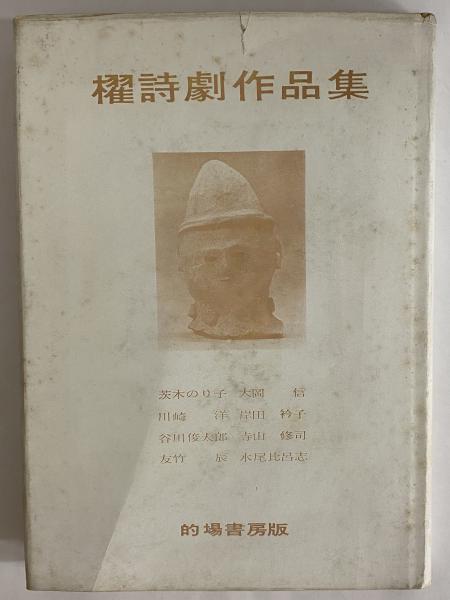 櫂詩劇作品集
茨木のり子 大岡 信
川崎 洋 岸田 衿子
谷川俊太郎 寺山 修司
友竹 辰 水尾比呂志
的場書房版